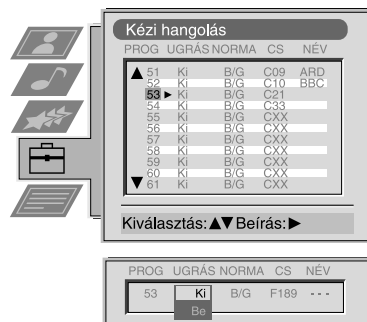 Kézi hangolás
PROG UGRÁS NORMA CS NÉV
51 Ki B/G C09 ARD
52 Ki B/G C10 BBC
53 Ki B/G C21
54 Ki B/G C33
55 Ki B/G CXX
56 Ki B/G CXX
57 Ki B/G CXX
58 Ki B/G CXX
59 Ki B/G CXX
60 Ki B/G CXX
61 Ki B/G CXX
Kiválasztás:▲▼ Beírás:►
PROG UGRÁS NORMA CS NÉV
53 Ki B/G F189 - - -
Be